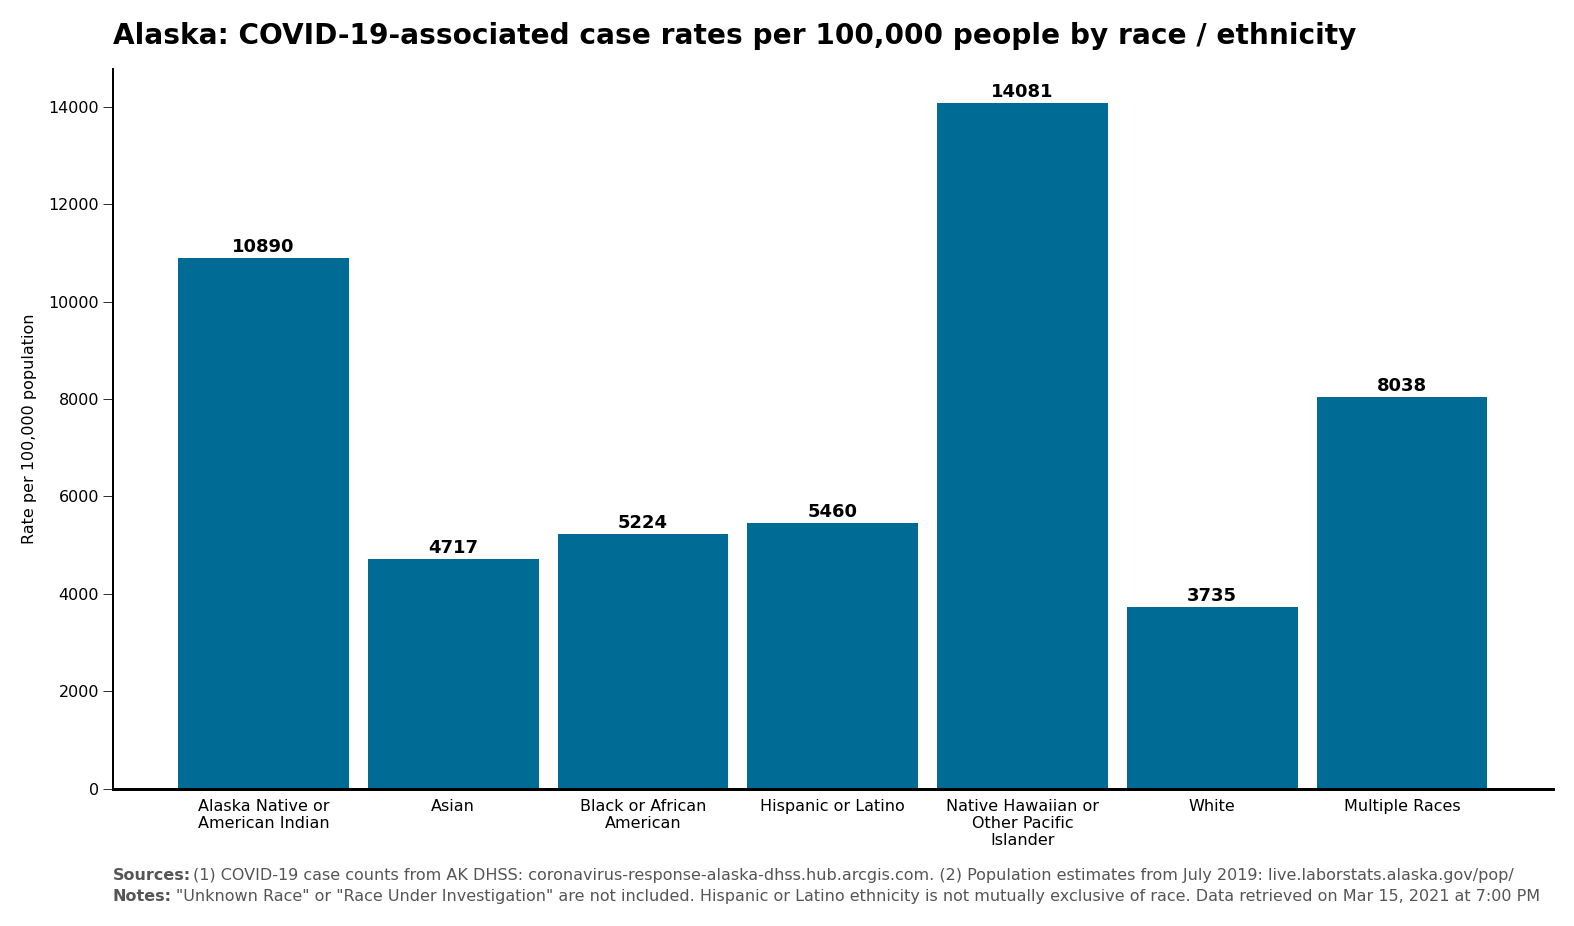 Alaska: COVID-19-associated case rates per 100,000 people by race / ethnicity
Rate per 100,000 population
14000
12000
10000
8000
6000
4000
2000
0
10890
4717
5224
5460
14081
3735
8038
Alaska Native or
American Indian
Asian
Black or African
American
Hispanic or Latino
Native Hawaiian or
Other Pacific
Islander
White
Multiple Races
Sources: (1) COVID-19 case counts from AK DHSS: coronavirus-response-alaska-dhss.hub.arcgis.com. (2) Population estimates from July 2019: live.laborstats.alaska.gov/pop/
Notes: "Unknown Race" or "Race Under Investigation" are not included. Hispanic or Latino ethnicity is not mutually exclusive of race. Data retrieved on Mar 15, 2021 at 7:00 PM